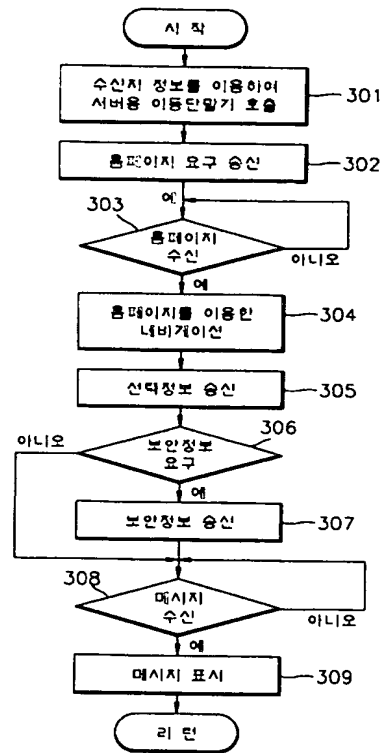 시 작
수신지 정보를 이용하여
서버용 이동단말기 호출
301
홈페이지 요구 송신
302
예
303
홈페이지
수신
아니오
예
홈페이지를 이용한
네비게이션
304
선택정보 송신
305
306
아니오
보안정보
요구
예
보안정보 송신
307
308
메시지
수신
아니오
예
메시지 표시
309
리 턴